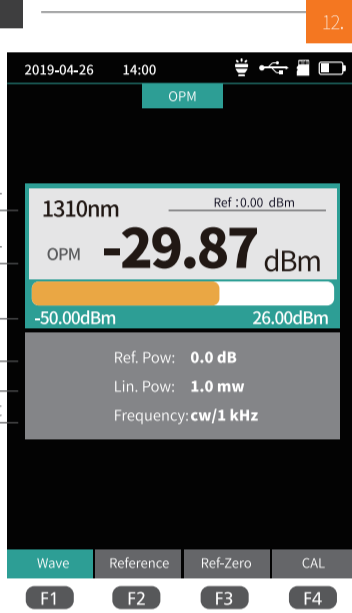 12.
2019-04-26 14:00
OPM
1310nm Ref :0.00 dBm
OPM -29.87 dBm
-50.00dBm 26.00dBm
Ref. Pow: 0.0 dB
Lin. Pow: 1.0 mw
Frequency: cw/1 kHz
Wave Reference Ref-Zero CAL
F1 F2 F3 F4